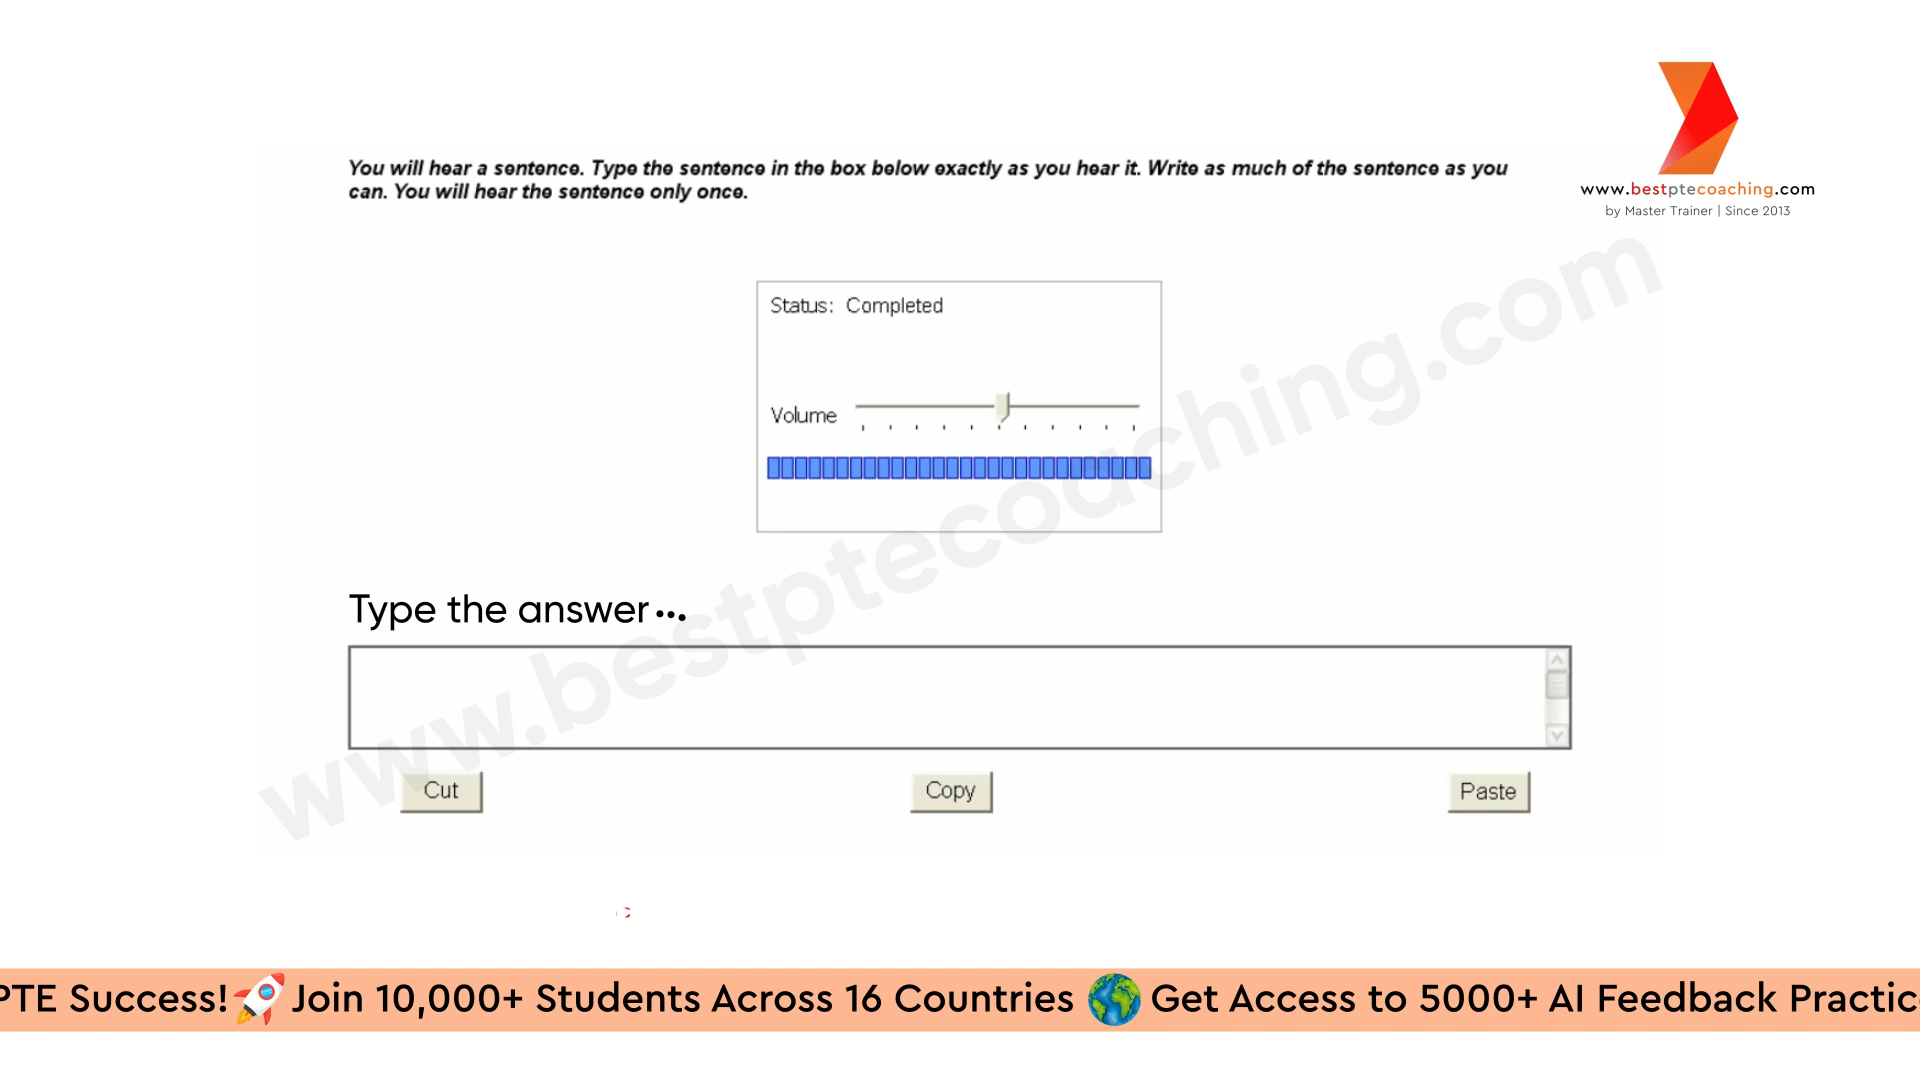 You will hear a sentence. Type the sentence in the box below exactly as you hear it. Write as much of the sentence as you
can. You will hear the sentence only once.
www.bestptecoaching.com
by Master Trainer | Since 2013
Status: Completed
Volume
www.bestptecoaching.com
Type the answer...
Cut
Copy
Paste
PTE Success! 🚀 Join 10,000+ Students Across 16 Countries 🌍 Get Access to 5000+ AI Feedback Practic